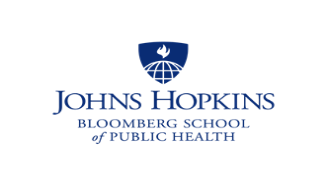 JOHNS HOPKINS
BLOOMBERG SCHOOL
of PUBLIC HEALTH